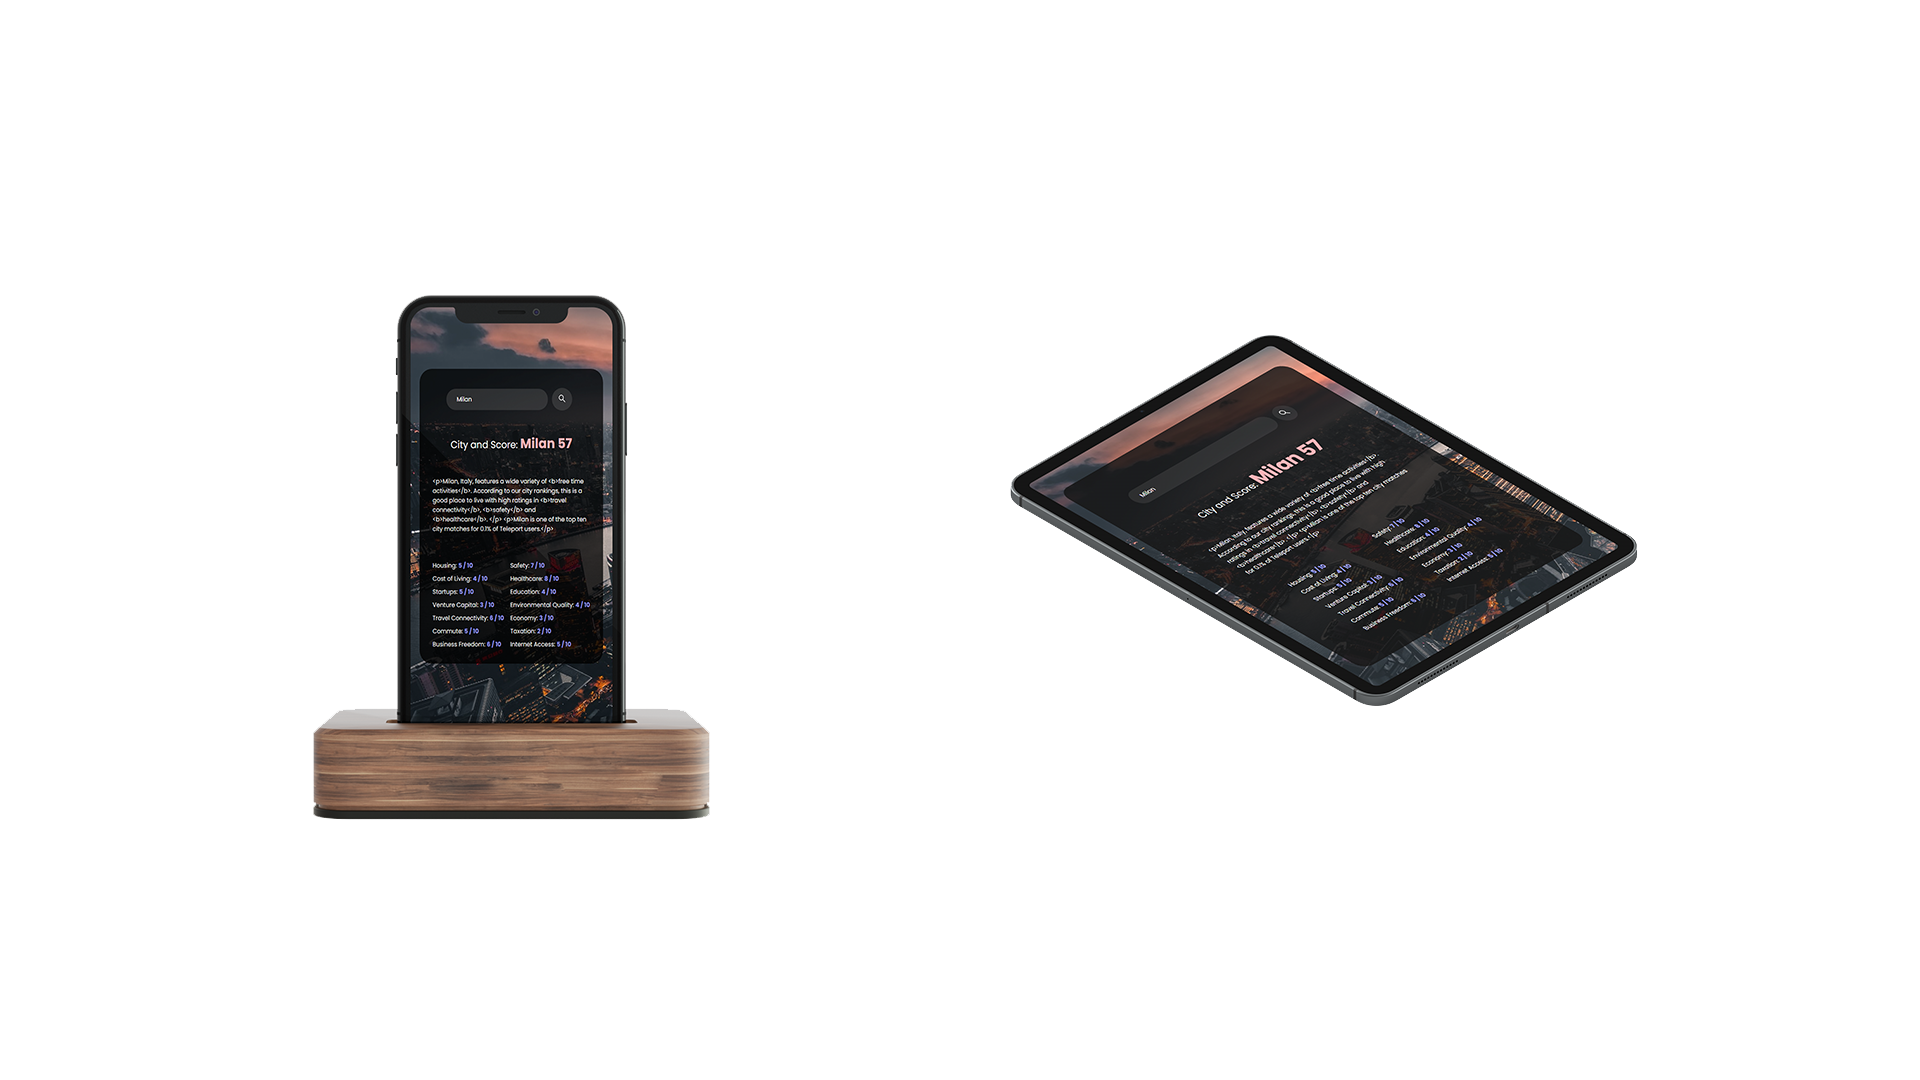 Milan
City and Score: Milan 57
<p>Milan, Italy, features a wide variety of <b>free time
activities</b>. According to our city rankings, this is a
good place to live with high ratings in <b>travel
connectivity</b>, <b>safety</b> and
<b>healthcare</b>. </p> <p>Milan is one of the top ten
city matches for 0.1% of Teleport users.</p>
Housing: 5 / 10 Safety: 7 / 10
Cost of Living: 4 / 10 Healthcare: 8 / 10
Startups: 5 / 10 Education: 4 / 10
Venture Capital: 3 / 10 Environmental Quality: 4 / 10
Travel Connectivity: 6 / 10 Economy: 3 / 10
Commute: 5 / 10 Taxation: 2 / 10
Business Freedom: 6 / 10 Internet Access: 5 / 10
Milan
City and Score: Milan 57
<p>Milan, Italy, features a wide variety of <b>free time activities</b>.
According to our city rankings, this is a good place to live with high
ratings in <b>travel connectivity</b>, <b>safety</b> and
<b>healthcare</b>. </p> <p>Milan is one of the top ten city matches
for 0.1% of Teleport users.</p>
Housing: 5 / 10 Safety: 7 / 10
Cost of Living: 4 / 10 Healthcare: 8 / 10
Startups: 5 / 10 Education: 4 / 10
Venture Capital: 3 / 10 Environmental Quality: 4 / 10
Travel Connectivity: 6 / 10 Economy: 3 / 10
Commute: 5 / 10 Taxation: 2 / 10
Business Freedom: 6 / 10 Internet Access: 5 / 10